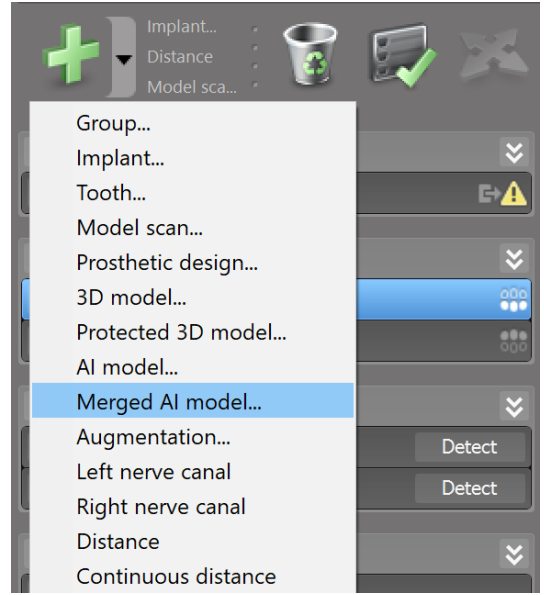 Implant...
Distance
Model sca...
Group...
Implant...
Tooth...
Model scan...
Prosthetic design...
3D model...
Protected 3D model...
AI model...
Merged AI model...
Augmentation...
Detect
Left nerve canal
Detect
Right nerve canal
Distance
Continuous distance